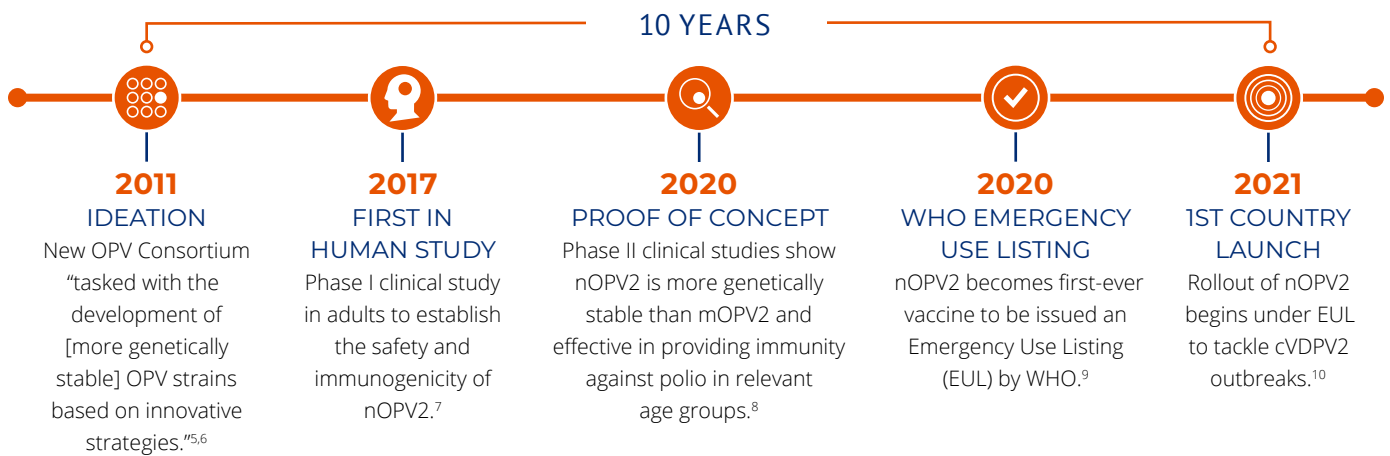 10 YEARS
2011
IDEATION
New OPV Consortium
“tasked with the
development of
[more genetically
stable] OPV strains
based on innovative
strategies.”5,6
2017
FIRST IN
HUMAN STUDY
Phase I clinical study
in adults to establish
the safety and
immunogenicity of
nOPV2.7
2020
PROOF OF CONCEPT
Phase II clinical studies show
nOPV2 is more genetically
stable than mOPV2 and
effective in providing immunity
against polio in relevant
age groups.8
2020
WHO EMERGENCY
USE LISTING
nOPV2 becomes first-ever
vaccine to be issued an
Emergency Use Listing
(EUL) by WHO.9
2021
1ST COUNTRY
LAUNCH
Rollout of nOPV2
begins under EUL
to tackle cVDPV2
outbreaks.10